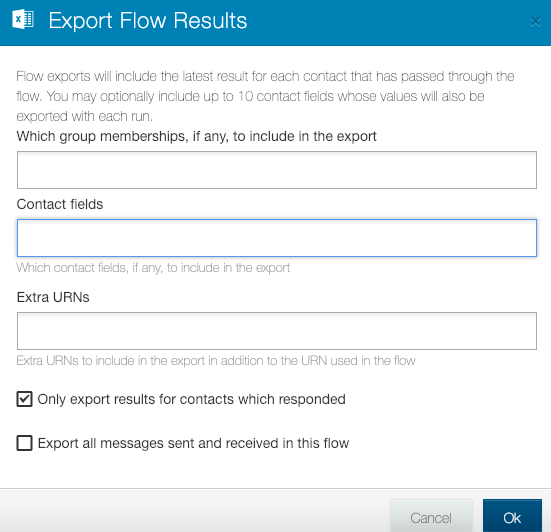 Export Flow Results
Flow exports will include the latest result for each contact that has passed through the
flow. You may optionally include up to 10 contact fields whose values will also be
exported with each run.
Which group memberships, if any, to include in the export
Contact fields
Which contact fields, if any, to include in the export
Extra URNs
Extra URNs to include in the export in addition to the URN used in the flow
Only export results for contacts which responded
Export all messages sent and received in this flow
Cancel
Ok